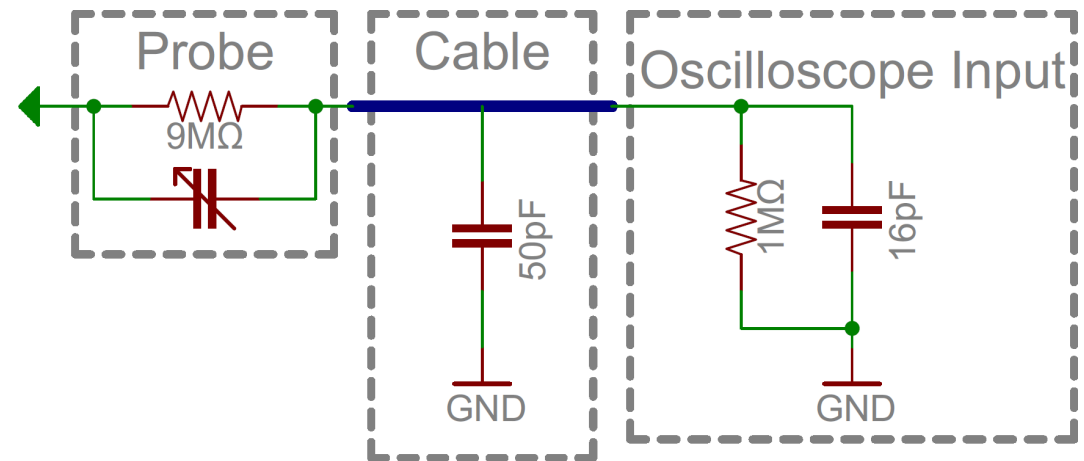 Probe
9MΩ
Cable
50pF
GND
Oscilloscope Input
1MΩ
16pF
GND